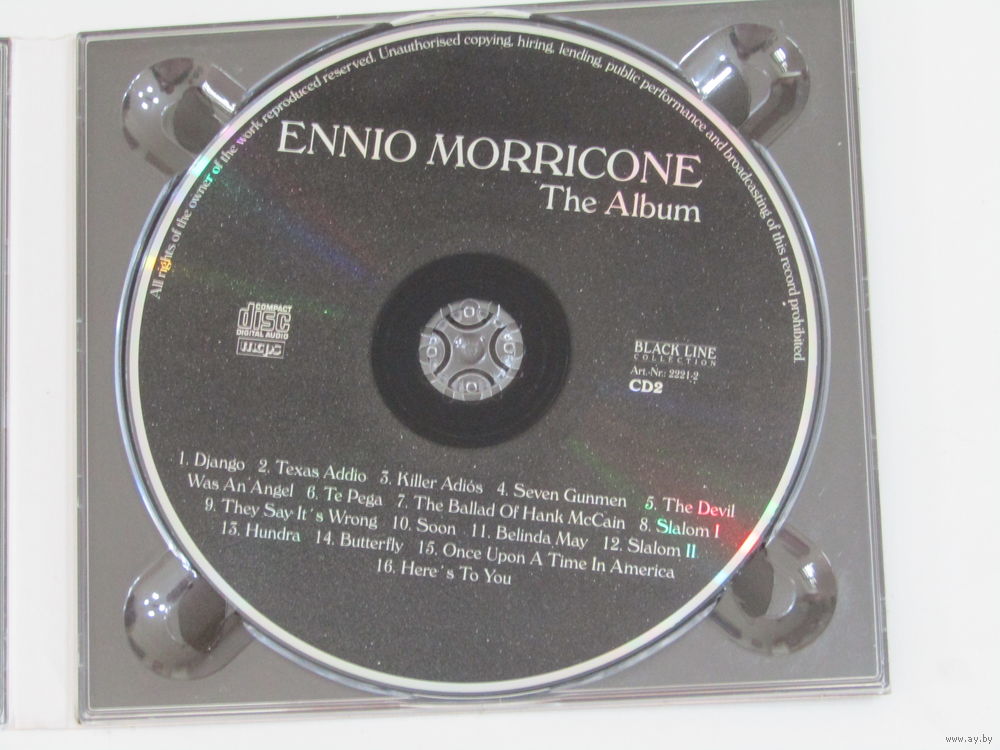 All rights of the owner of the work reproduced reserved. Unauthorised copying, hiring, lending, public performance and broadcasting of this record prohibited.
ENNIO MORRICONE
The Album
COMPACT
disc
DIGITAL AUDIO
mcps
BLACK LINE
COLLECTION
Art.-Nr.: 2221-2
CD2
1. Django 2. Texas Addio 3. Killer Adiós 4. Seven Gunmen 5. The Devil
Was An Angel 6. Te Pega 7. The Ballad Of Hank McCain 8. Slalom I
9. They Say It´s Wrong 10. Soon 11. Belinda May 12. Slalom II
13. Hundra 14. Butterfly 15. Once Upon A Time In America
16. Here´s To You
www.ay.by